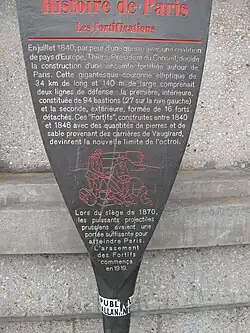 Histoire de Paris
Les Fortifications
En juillet 1840, par peur d'une guerre avec une coalition
de pays d'Europe, Thiers, Président du Conseil, décide
la construction d'une enceinte fortifiée autour de
Paris. Cette gigantesque couronne elliptique de
34 km de long et 140 m de large comprenait
deux lignes de défense : la première, intérieure,
constituée de 94 bastions (27 sur la rive gauche)
et la seconde, extérieure, formée de 16 forts
détachés. Ces "Fortifs", construites entre 1840
et 1846 avec des quantités de pierres et de
sable provenant des carrières de Vaugirard,
devinrent la nouvelle limite de l'octroi.
Lors du siège de 1870,
les puissants projectiles
prussiens avaient une
portée suffisante pour
atteindre Paris.
L'arasement
des Fortifs
commença
en 1919.
PUBL